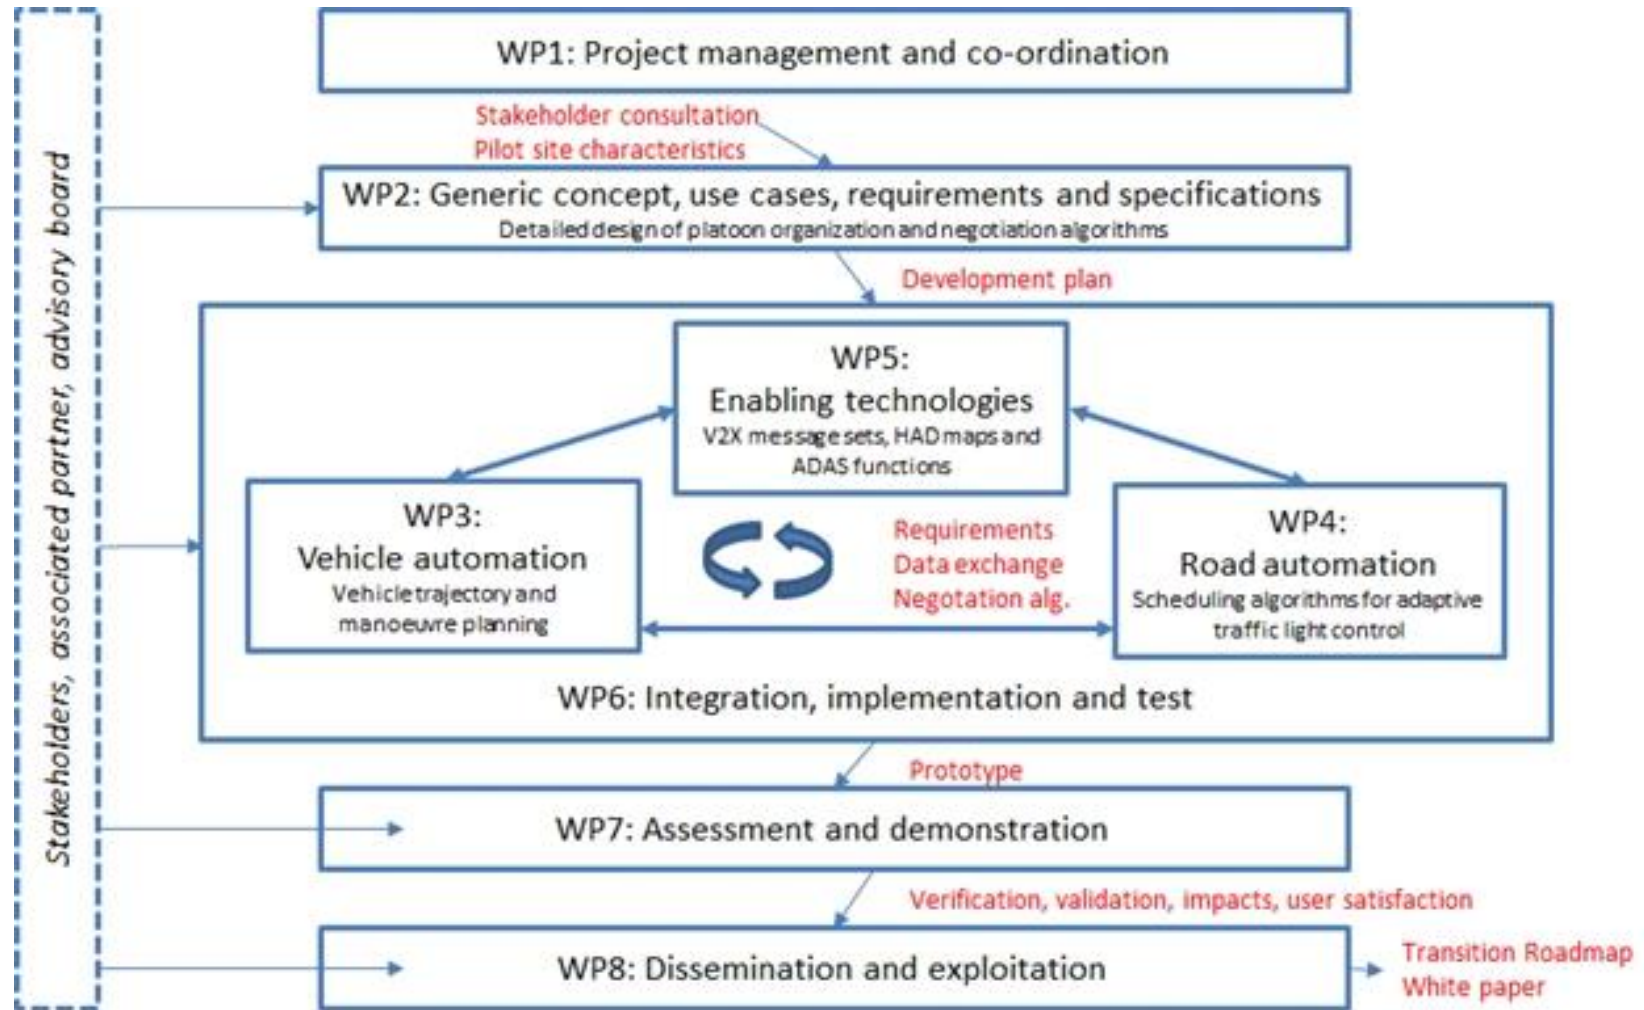 Stakeholders, associated partner, advisory board
WP1: Project management and co-ordination
Stakeholder consultation
Pilot site characteristics
WP2: Generic concept, use cases, requirements and specifications
Detailed design of platoon organization and negotiation algorithms
Development plan
WP5:
Enabling technologies
V2X message sets, HAD maps and
ADAS functions
WP3:
Vehicle automation
Vehicle trajectory and
manoeuvre planning
Requirements
Data exchange
Negotation alg.
WP4:
Road automation
Scheduling algorithms for adaptive
traffic light control
WP6: Integration, implementation and test
Prototype
WP7: Assessment and demonstration
Verification, validation, impacts, user satisfaction
WP8: Dissemination and exploitation
Transition Roadmap
White paper